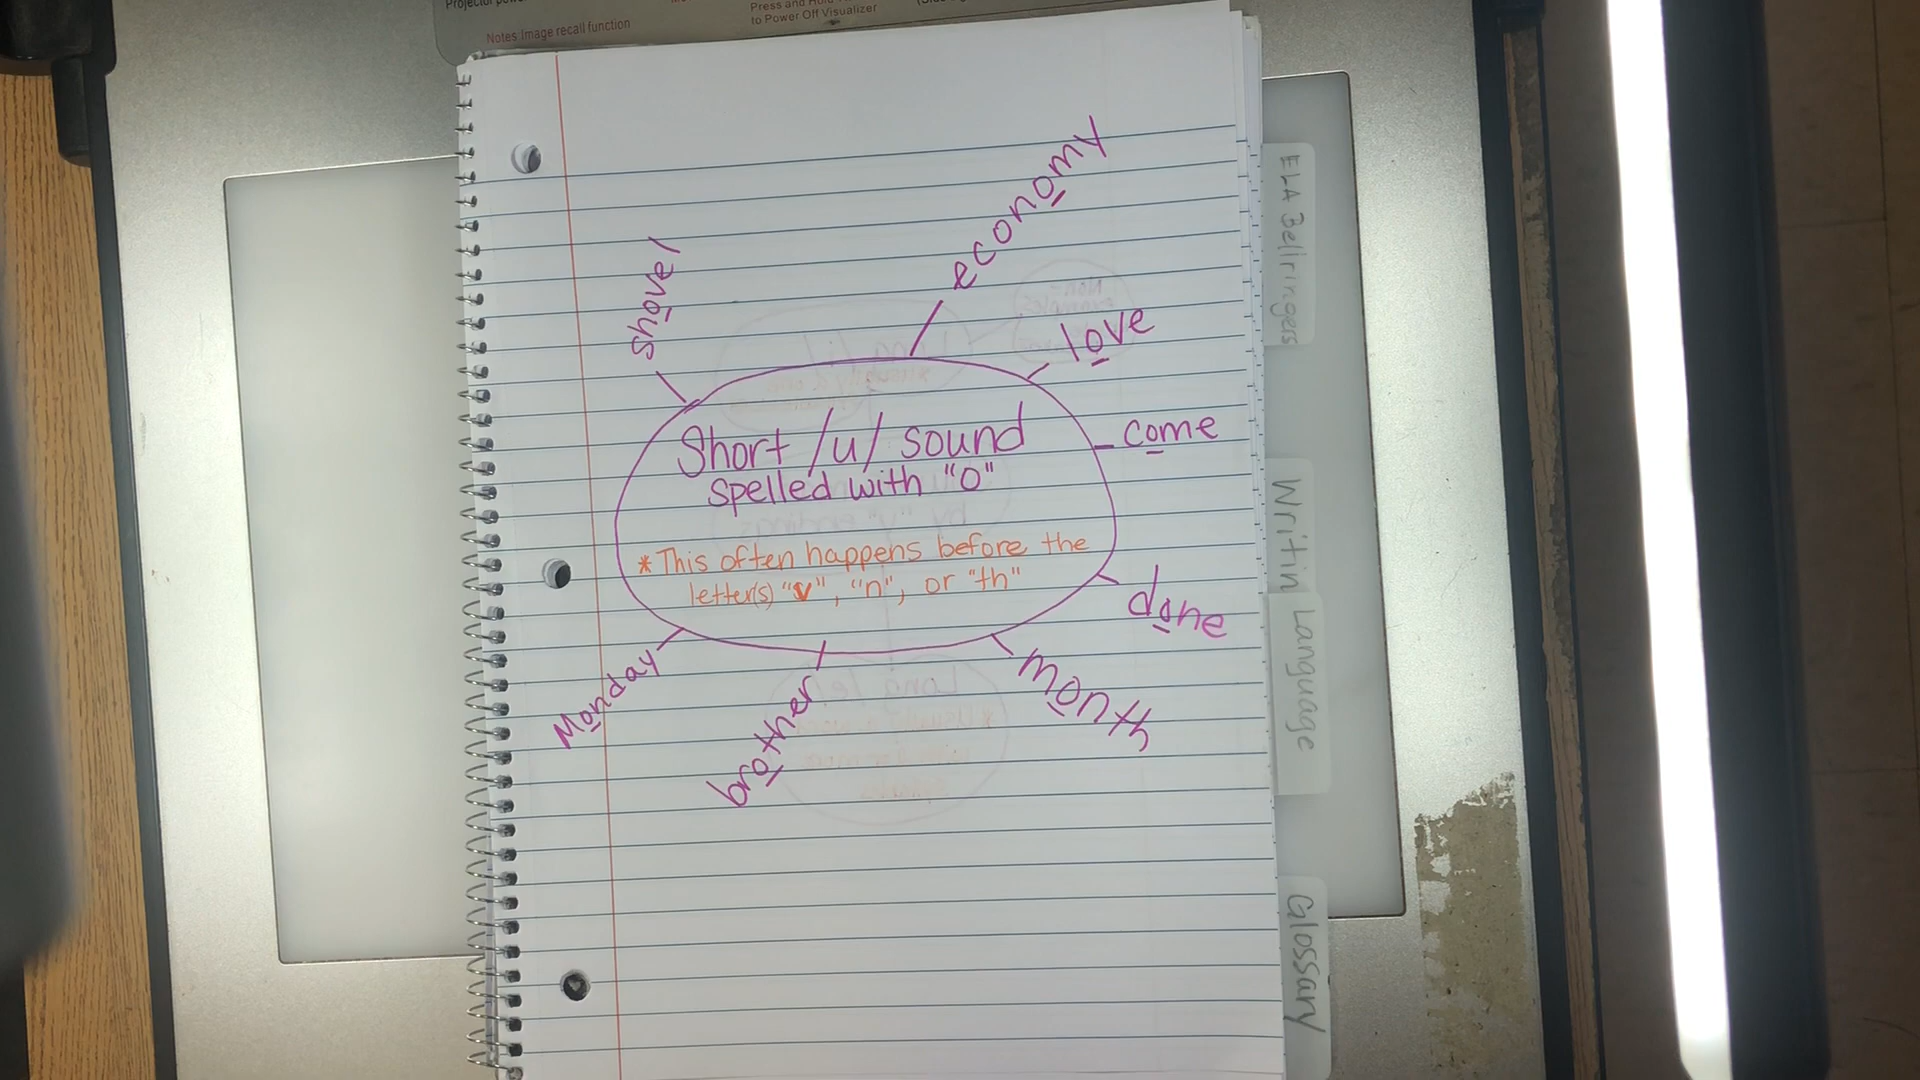 Press and Hold
to Power Off Visualizer
Notes Image recall function
economy
shovel
love
Short /u/ sound
spelled with "o"
come
*This often happens before the
letter(s) "v", "n", or "th"
done
Monday
brother
month
ELA Bellringers
Writin
Language
Glossary